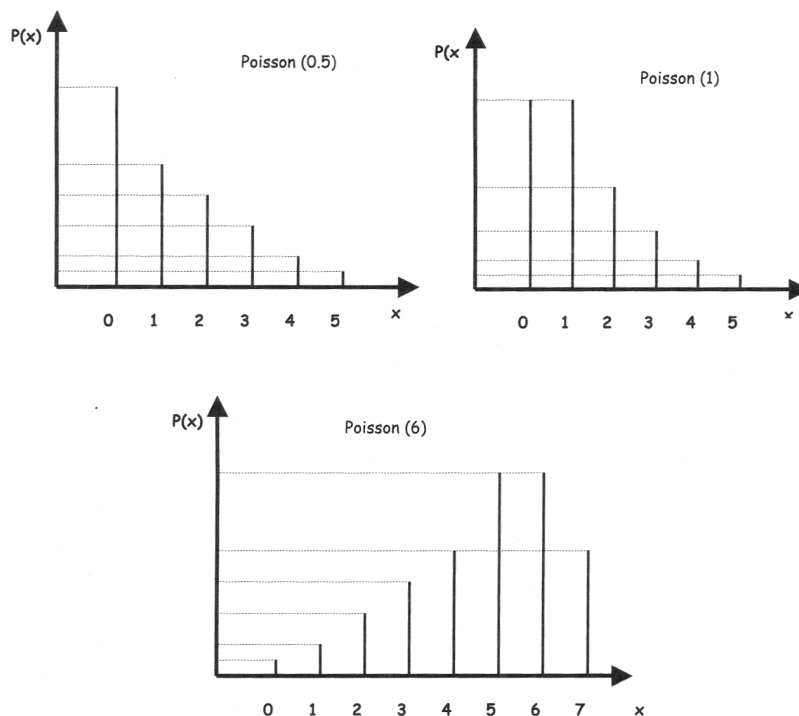 P(x)
Poisson (0.5)
0 1 2 3 4 5 x
P(x
Poisson (1)
0 1 2 3 4 5 x
P(x)
Poisson (6)
0 1 2 3 4 5 6 7 x